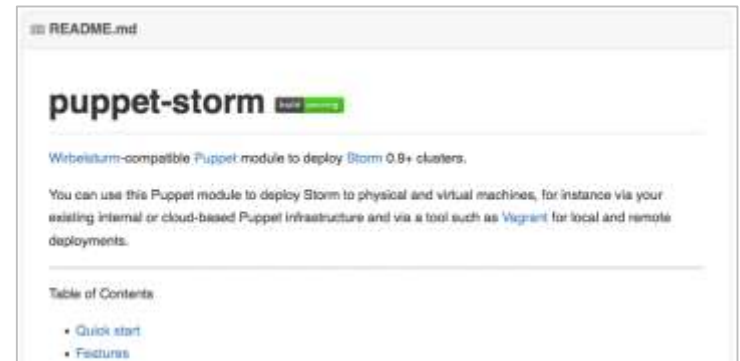 README.md
puppet-storm build passing
Wirbelsturm-compatible Puppet module to deploy Storm 0.9+ clusters.
You can use this Puppet module to deploy Storm to physical and virtual machines, for instance via your
existing internal or cloud-based Puppet infrastructure and via a tool such as Vagrant for local and remote
deployments.
Table of Contents
• Quick start
• Features